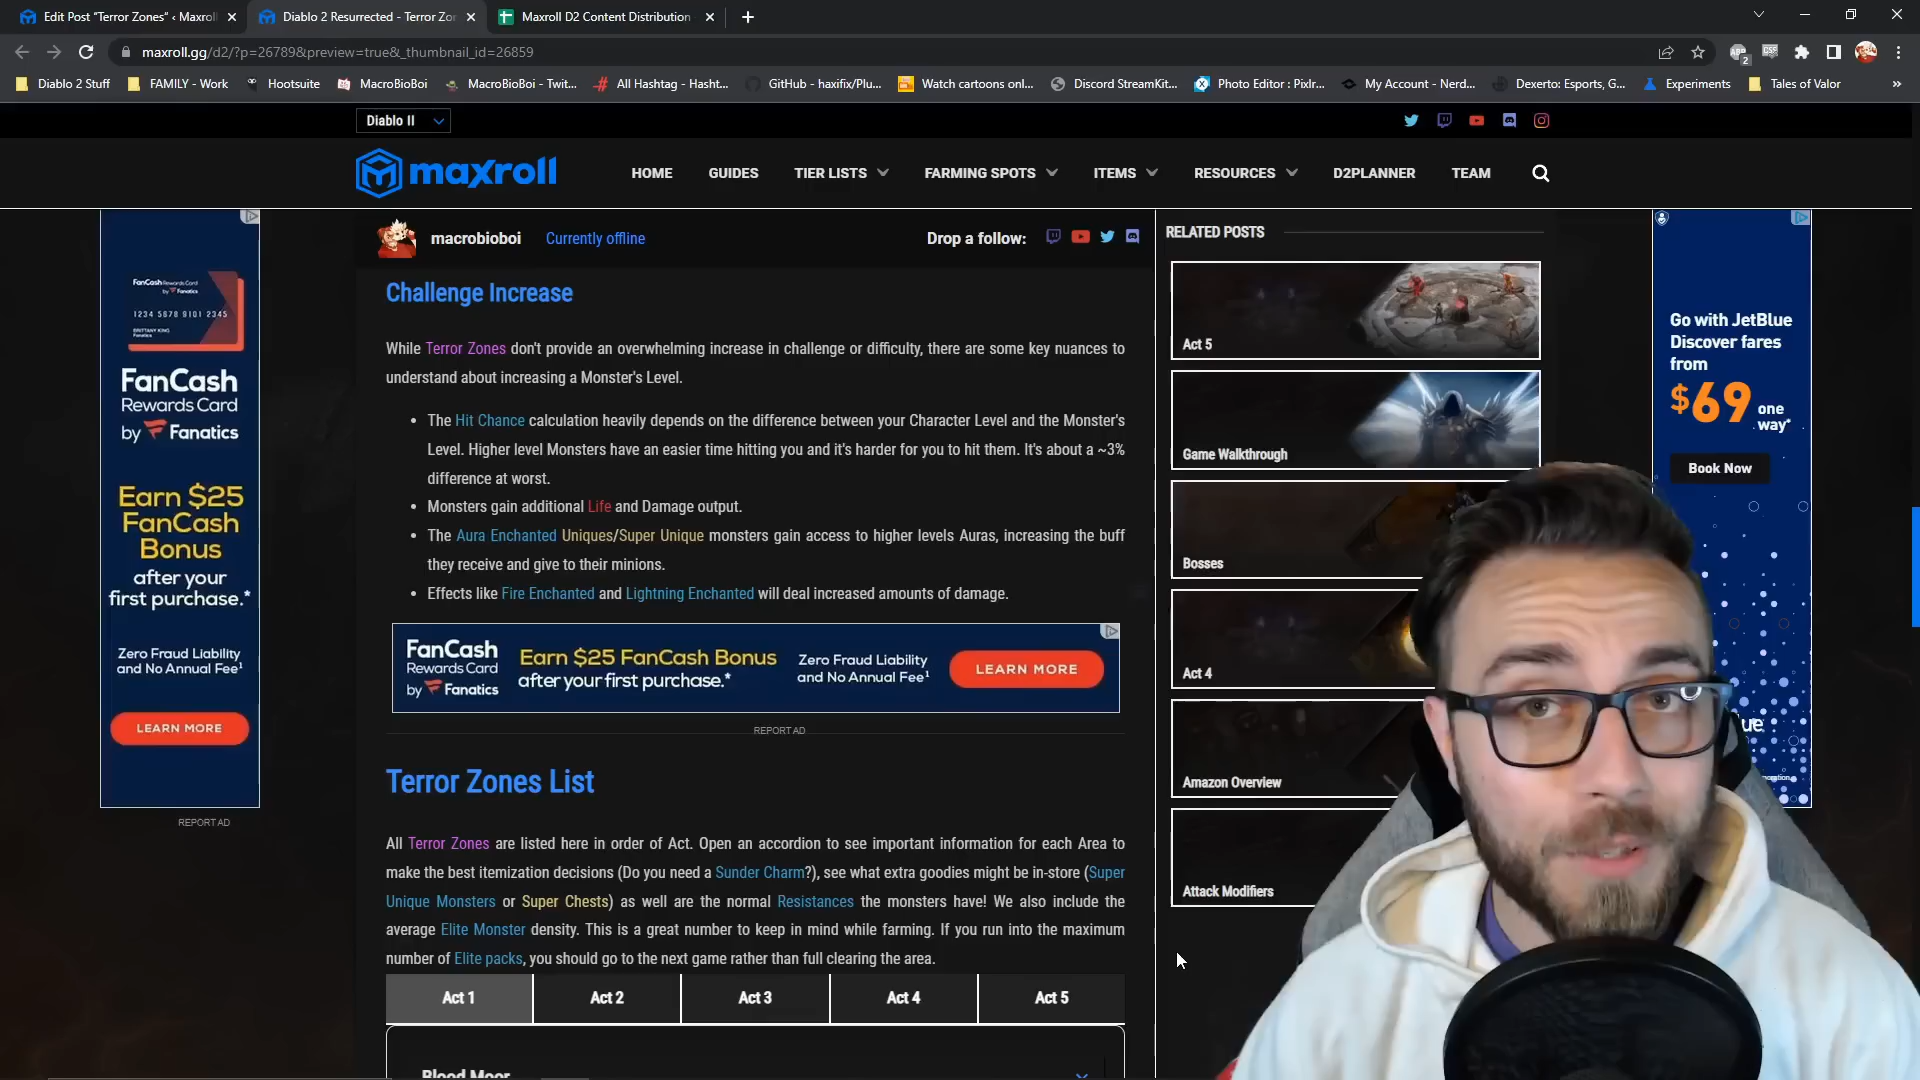 Edit Post "Terror Zones" ‹ Maxroll
Diablo 2 Resurrected - Terror Zon
Maxroll D2 Content Distribution
maxroll.gg/d2/?p=26789&preview=true&_thumbnail_id=26859
Diablo 2 Stuff
FAMILY - Work
Hootsuite
MacroBioBoi
MacroBioBoi - Twit...
All Hashtag - Hasht...
GitHub - haxifix/Plu...
Watch cartoons onl...
Discord StreamKit...
Photo Editor : Pixlr...
My Account - Nerd...
Dexerto: Esports, G...
Experiments
Tales of Valor
Diablo II
maxroll
HOME
GUIDES
TIER LISTS
FARMING SPOTS
ITEMS
RESOURCES
D2PLANNER
TEAM
macrobioboi
Currently offline
Drop a follow:
Challenge Increase
While Terror Zones don't provide an overwhelming increase in challenge or difficulty, there are some key nuances to
understand about increasing a Monster's Level.
• The Hit Chance calculation heavily depends on the difference between your Character Level and the Monster's
Level. Higher level Monsters have an easier time hitting you and it's harder for you to hit them. It's about a ~3%
difference at worst.
• Monsters gain additional Life and Damage output.
• The Aura Enchanted Uniques/Super Unique monsters gain access to higher levels Auras, increasing the buff
they receive and give to their minions.
• Effects like Fire Enchanted and Lightning Enchanted will deal increased amounts of damage.
FanCash
Rewards Card
by Fanatics
Earn $25 FanCash Bonus
after your first purchase.*
Zero Fraud Liability
and No Annual Fee¹
LEARN MORE
REPORT AD
Terror Zones List
All Terror Zones are listed here in order of Act. Open an accordion to see important information for each Area to
make the best itemization decisions (Do you need a Sunder Charm?), see what extra goodies might be in-store (Super
Unique Monsters or Super Chests) as well are the normal Resistances the monsters have! We also include the
average Elite Monster density. This is a great number to keep in mind while farming. If you run into the maximum
number of Elite packs, you should go to the next game rather than full clearing the area.
Act 1
Act 2
Act 3
Act 4
Act 5
Blood Moor
RELATED POSTS
Act 5
Game Walkthrough
Bosses
Act 4
Amazon Overview
Attack Modifiers
FanCash
Rewards Card
by Fanatics
1234 5678 9101 2345
FanCash
Rewards Card
by Fanatics
Earn $25
FanCash
Bonus
after your
first purchase.*
Zero Fraud Liability
and No Annual Fee¹
LEARN MORE
REPORT AD
Go with JetBlue
Discover fares
from
$69 one
way*
Book Now
ue